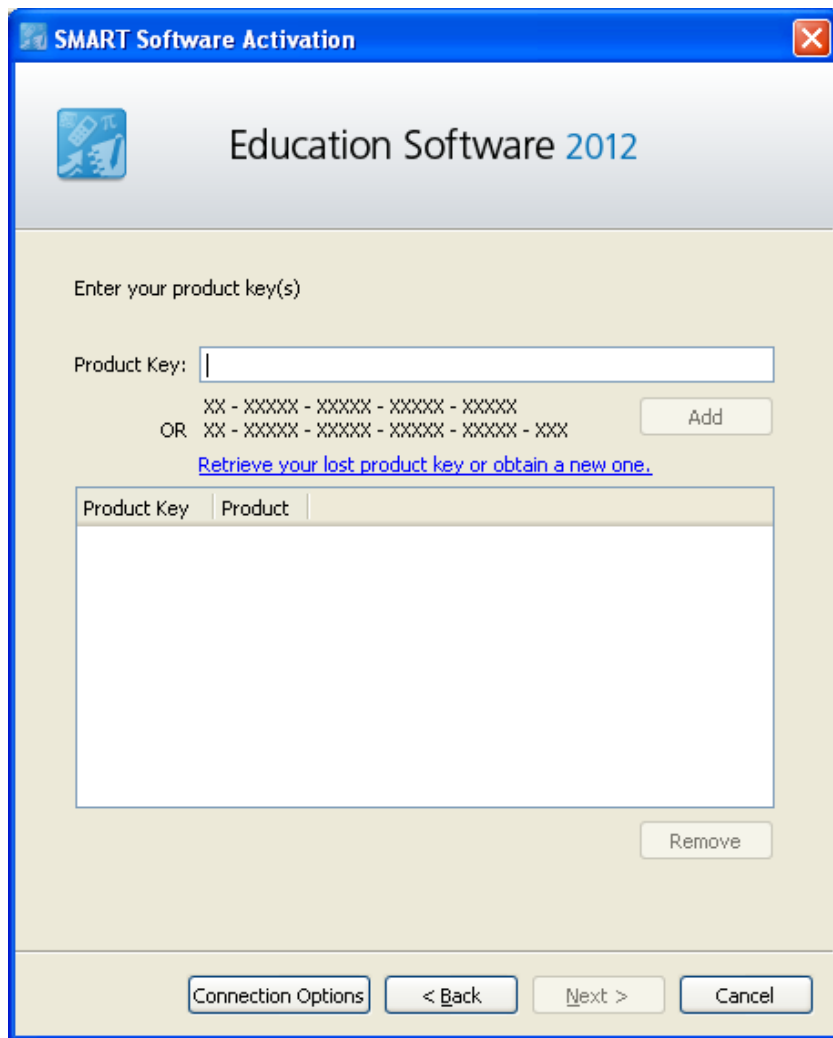 SMART Software Activation
Education Software 2012
Enter your product key(s)
Product Key:
XX - XXXXX - XXXXX - XXXXX - XXXXX
Add
OR XX - XXXXX - XXXXX - XXXXX - XXXXX - XXX
Retrieve your lost product key or obtain a new one.
Product Key Product
Remove
Connection Options < Back Next > Cancel